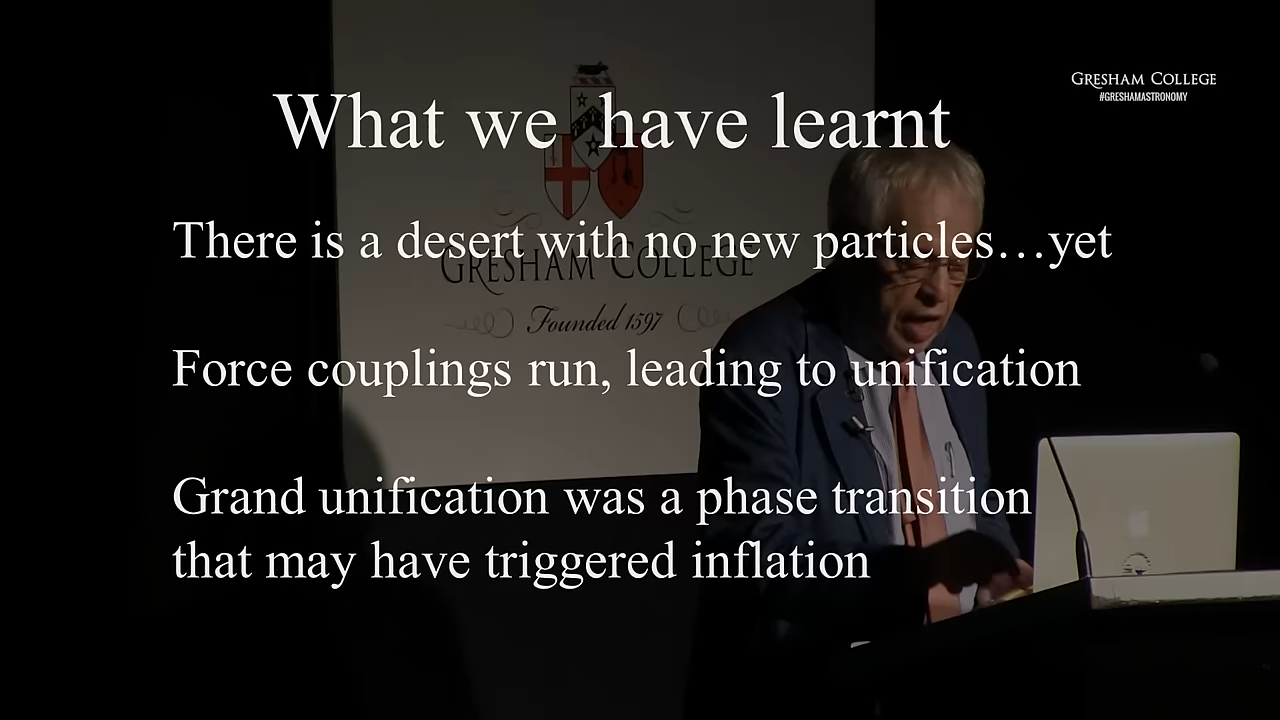 GRESHAM COLLEGE
#GRESHAMASTRONOMY
What we have learnt
There is a desert with no new particles…yet
GRESHAM COLLEGE
Founded 1597
Force couplings run, leading to unification
Grand unification was a phase transition
that may have triggered inflation